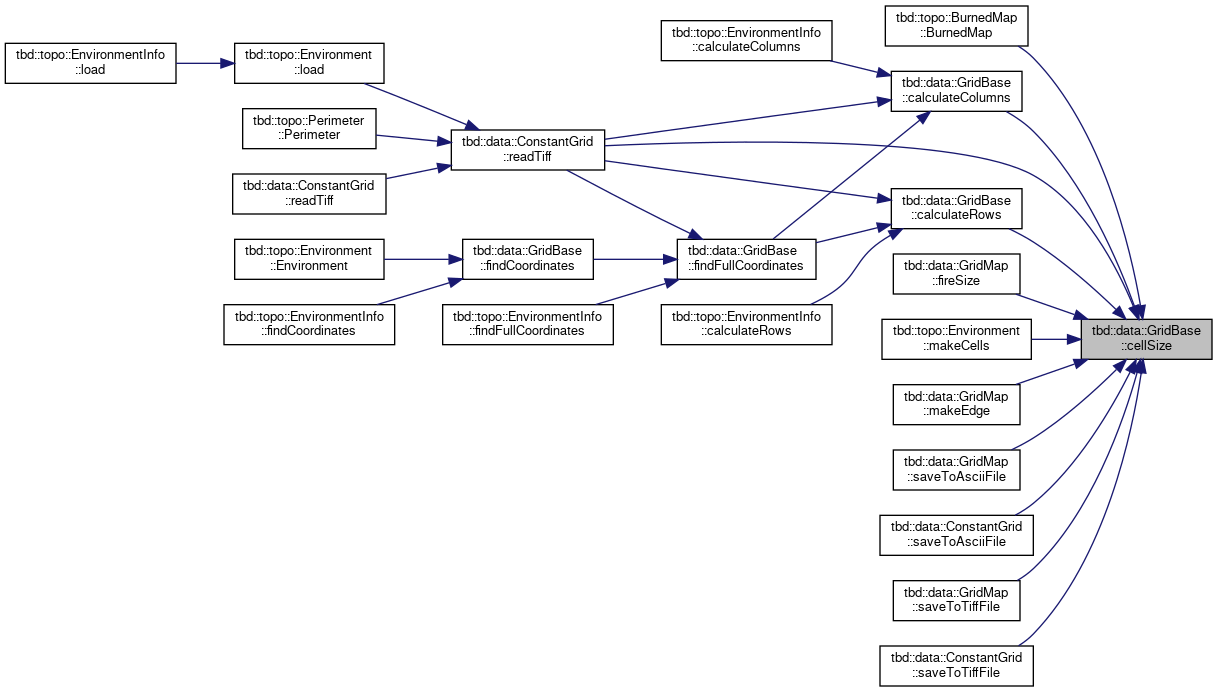 tbd::topo::BurnedMap
::BurnedMap
tbd::topo::EnvironmentInfo
::calculateColumns
tbd::topo::EnvironmentInfo
::load
tbd::topo::Environment
::load
tbd::data::GridBase
::calculateColumns
tbd::topo::Perimeter
::Perimeter
tbd::data::ConstantGrid
::readTiff
tbd::data::ConstantGrid
::readTiff
tbd::data::GridBase
::calculateRows
tbd::topo::Environment
::Environment
tbd::data::GridBase
::findCoordinates
tbd::data::GridBase
::findFullCoordinates
tbd::data::GridMap
::fireSize
tbd::topo::EnvironmentInfo
::findCoordinates
tbd::topo::EnvironmentInfo
::findFullCoordinates
tbd::topo::EnvironmentInfo
::calculateRows
tbd::topo::Environment
::makeCells
tbd::data::GridBase
::cellSize
tbd::data::GridMap
::makeEdge
tbd::data::GridMap
::saveToAsciiFile
tbd::data::ConstantGrid
::saveToAsciiFile
tbd::data::GridMap
::saveToTiffFile
tbd::data::ConstantGrid
::saveToTiffFile